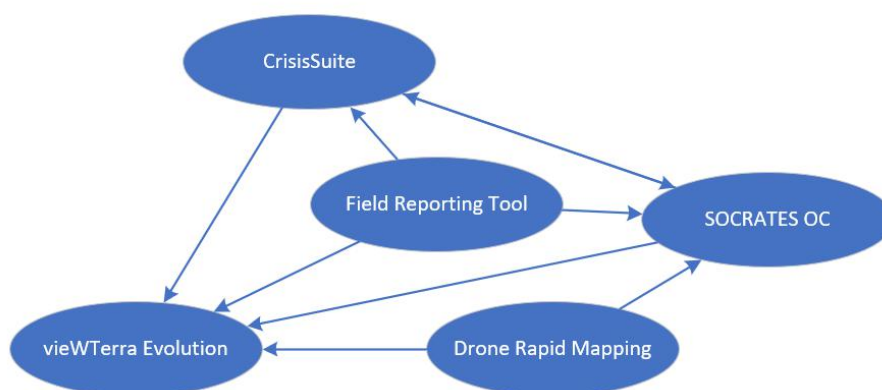 CrisisSuite
Field Reporting Tool
SOCRATES OC
vieWTerra Evolution
Drone Rapid Mapping